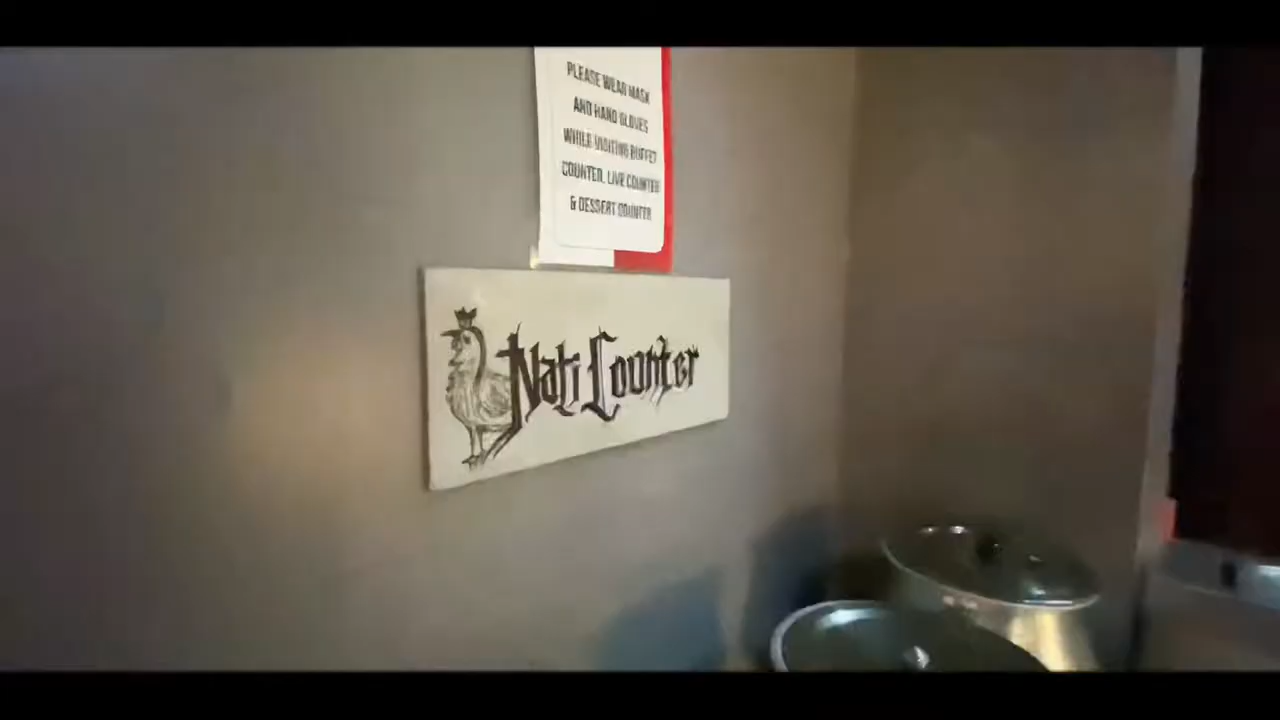 PLEASE WEAR MASK
AND HAND GLOVES
WHILE VISITING BUFFET
COUNTER, LIVE COUNTER
& DESSERT COUNTER
Nati Counter